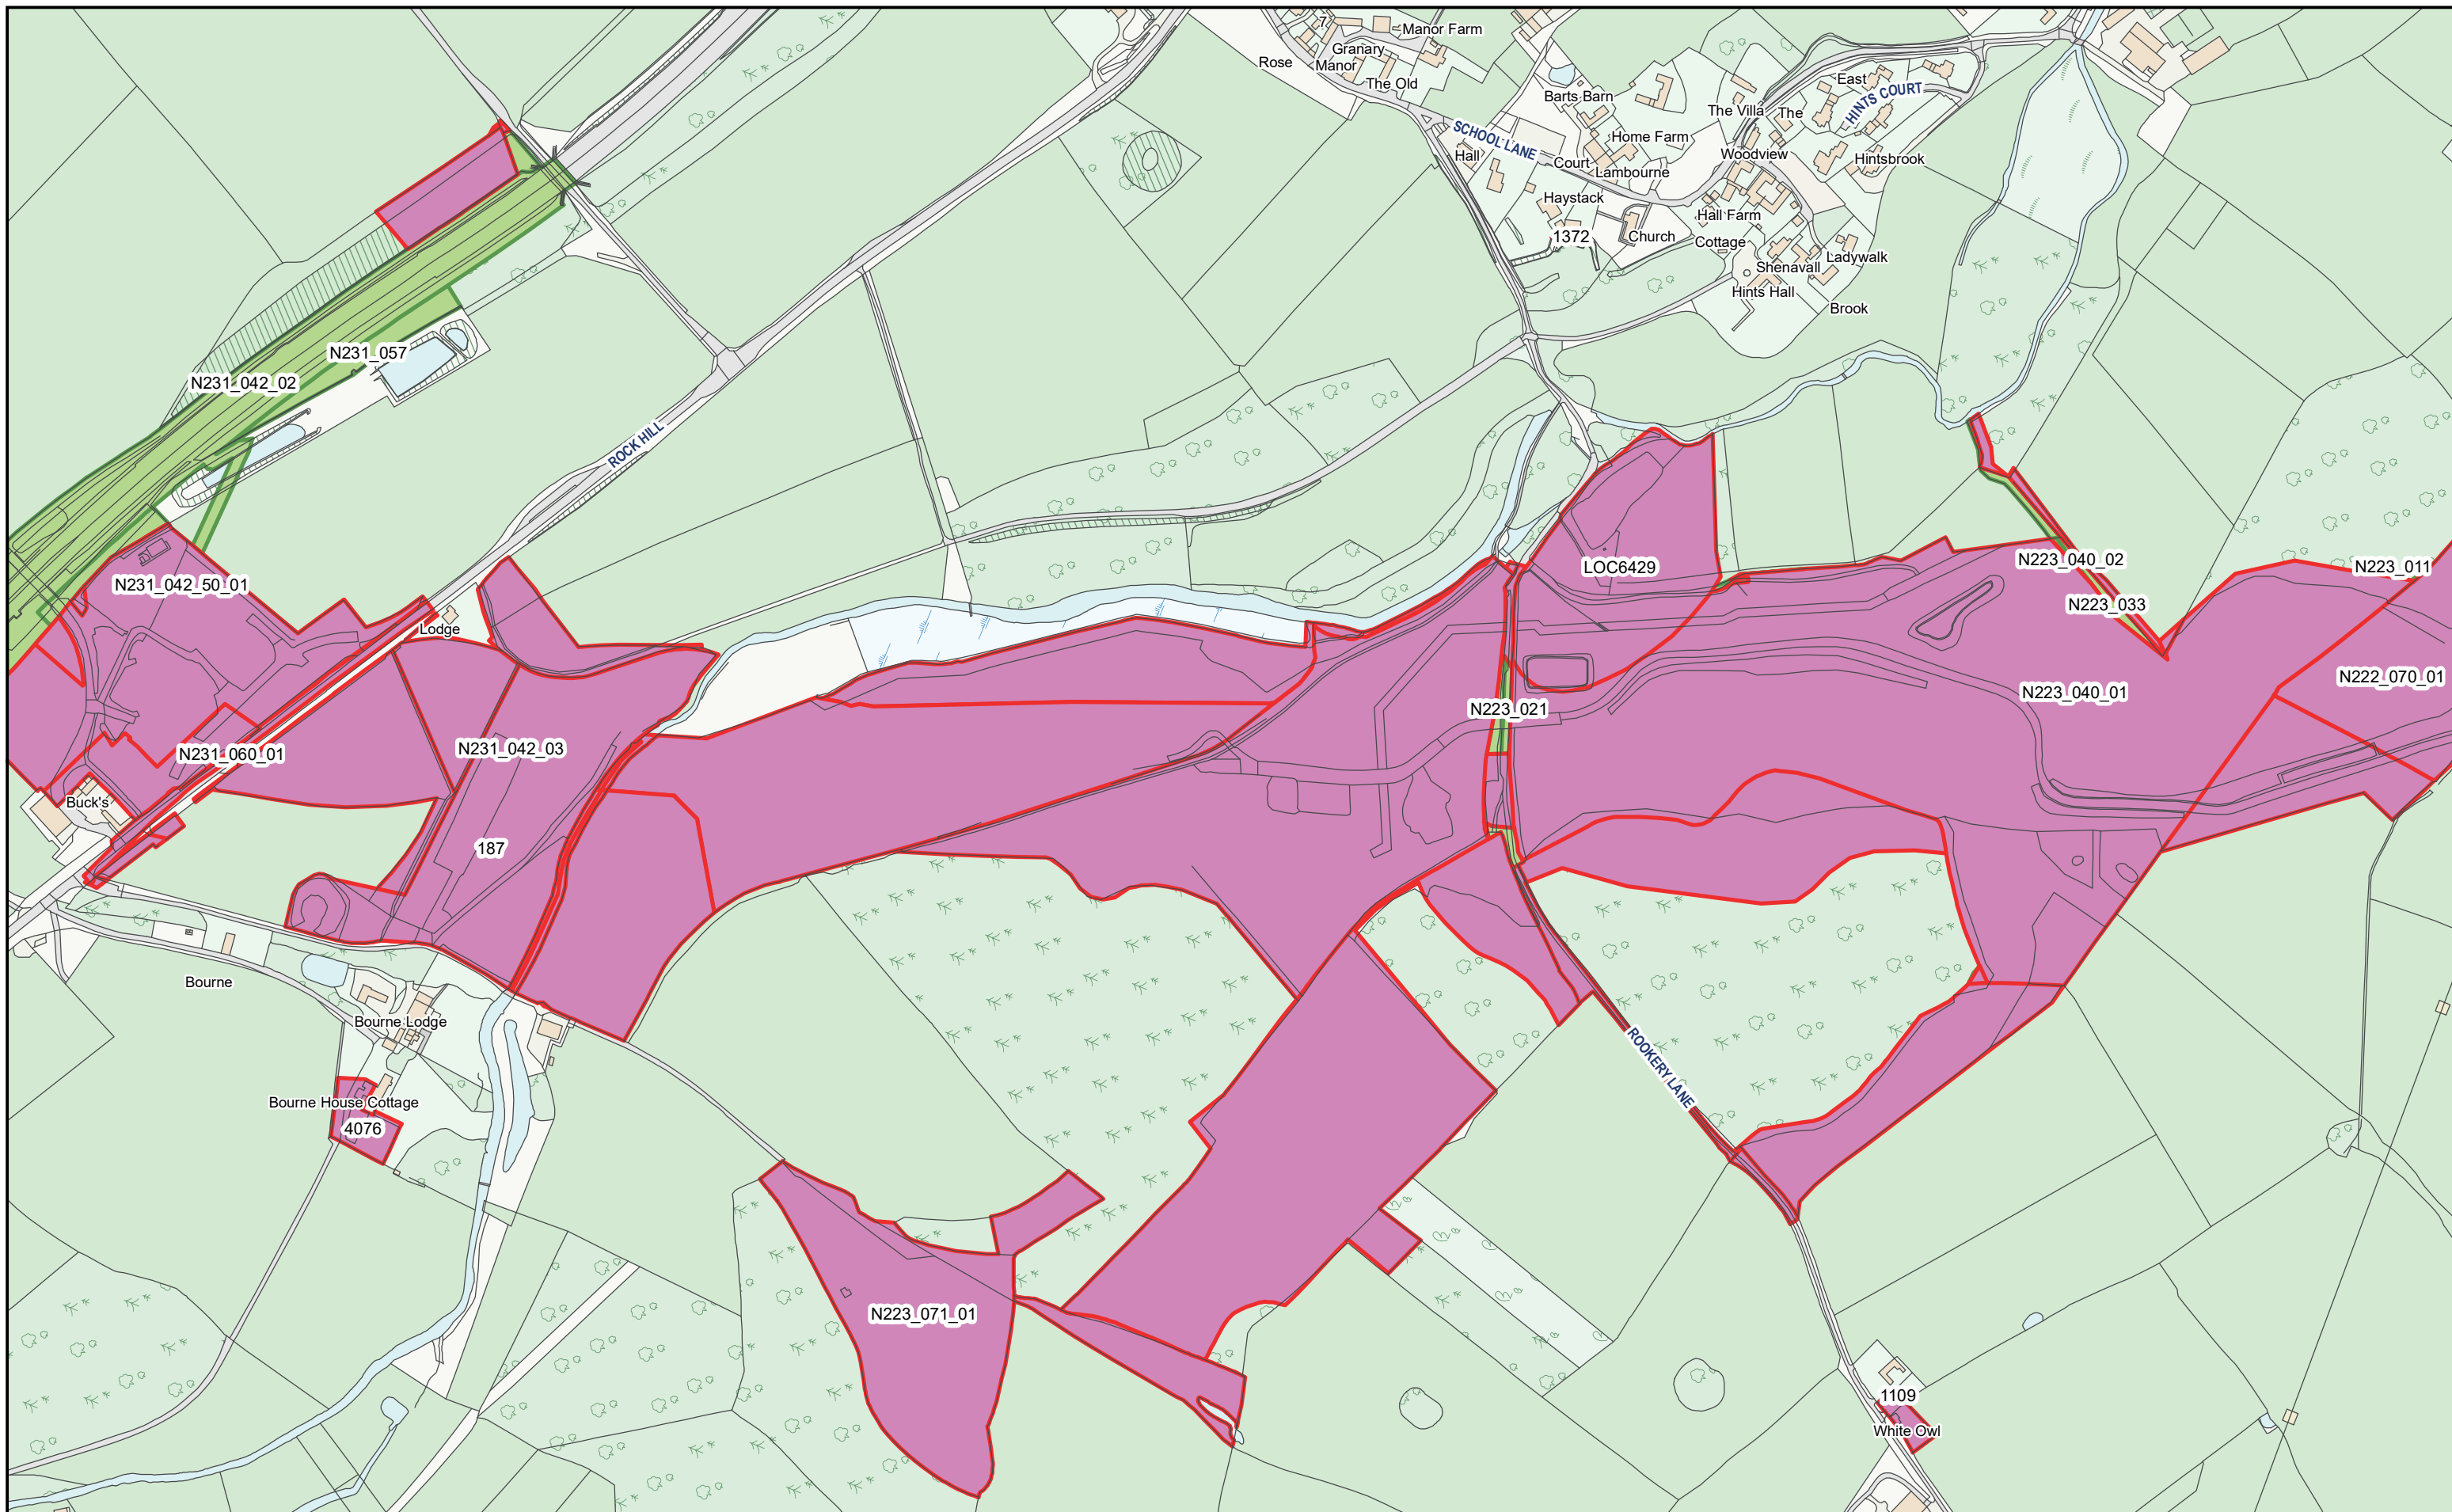 7
Manor Farm
Granary
Rose
Manor
The Old
East
Barts Barn
HINTS COURT
The Villa
The
SCHOOL LANE
Home Farm
Hall
Court
Woodview
Hintsbrook
Lambourne
Haystack
Hall Farm
1372
Church
Cottage
Ladywalk
Shenavall
Hints Hall
Brook
N231_057
N231_042_02
ROCK HILL
N223_040_02
LOC6429
N223_011
N231_042_50_01
N223_033
Lodge
N222_070_01
N223_040_01
N223_021
N231_042_03
N231_060_01
Buck's
187
Bourne
Bourne Lodge
ROOKERY LANE
Bourne House Cottage
4076
N223_071_01
1109
White Owl